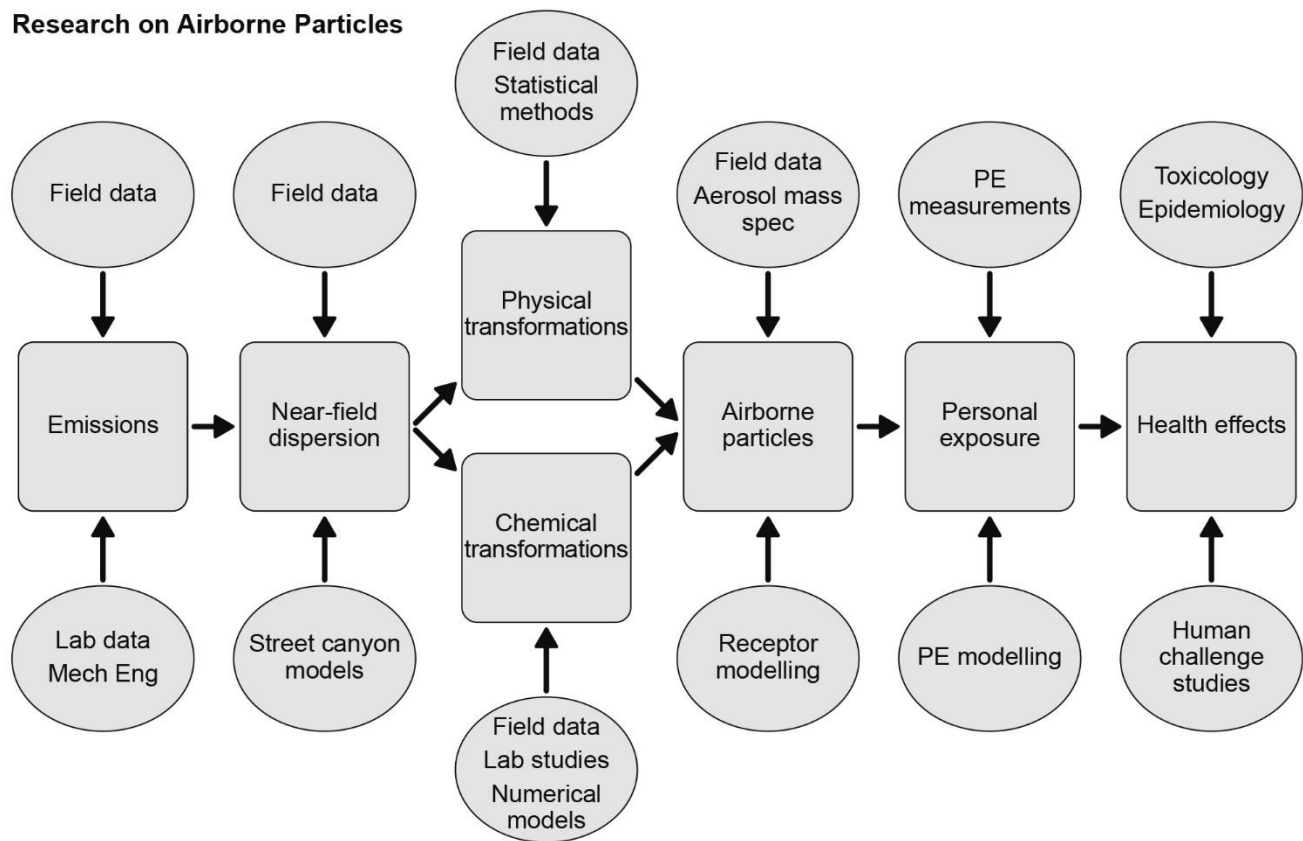 Research on Airborne Particles
Field data
Statistical
methods
Field data
Field data
Field data
Aerosol mass
spec
PE
measurements
Toxicology
Epidemiology
Physical
transformations
Emissions
Near-field
dispersion
Airborne
particles
Personal
exposure
Health effects
Chemical
transformations
Lab data
Mech Eng
Street canyon
models
Receptor
modelling
PE modelling
Human
challenge
studies
Field data
Lab studies
Numerical
models